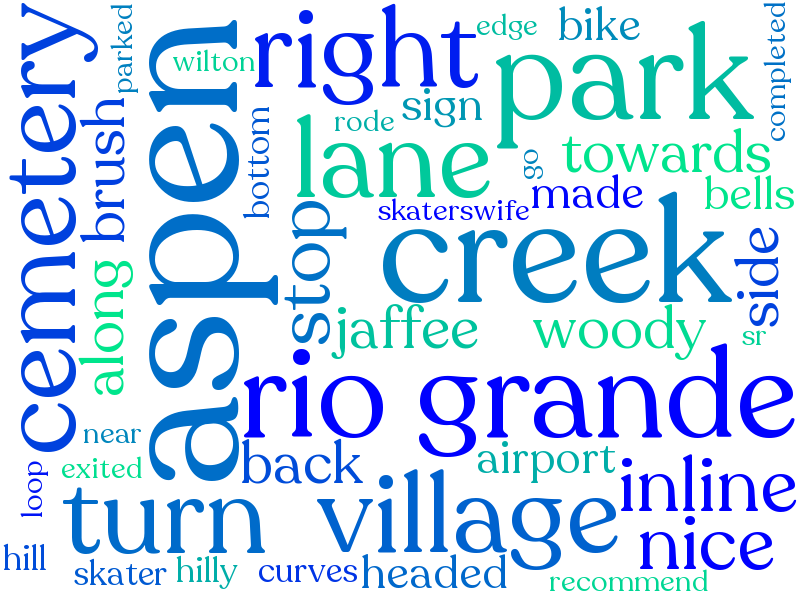 cemetery
parked
brush
along
aspen
wilton
right
edge
bike
completed
sign
rode
park
bottom
lane
go
towards
skaterswife
made
bells
stop
creek
side
jaffee
woody
sr
rio grande
near
back
airport
exited
loop
turn
village
inline
nice
hill
skater
hilly
curves
headed
recommend